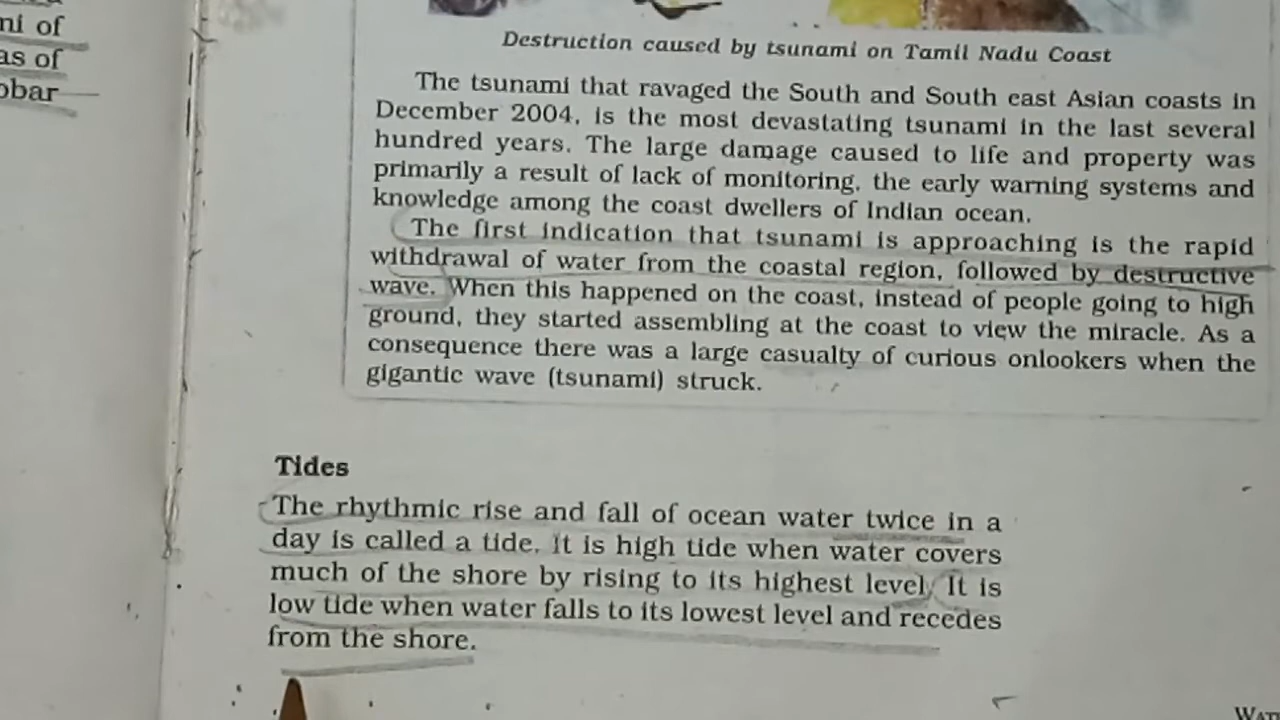 ni of
as of
obar
Destruction caused by tsunami on Tamil Nadu Coast
The tsunami that ravaged the South and South east Asian coasts in
December 2004, is the most devastating tsunami in the last several
hundred years. The large damage caused to life and property was
primarily a result of lack of monitoring, the early warning systems and
knowledge among the coast dwellers of Indian ocean.
The first indication that tsunami is approaching is the rapid
withdrawal of water from the coastal region, followed by destructive
wave. When this happened on the coast, instead of people going to high
ground, they started assembling at the coast to view the miracle. As a
consequence there was a large casualty of curious onlookers when the
gigantic wave (tsunami) struck.
Tides
The rhythmic rise and fall of ocean water twice in a
day is called a tide. It is high tide when water covers
much of the shore by rising to its highest level. It is
low tide when water falls to its lowest level and recedes
from the shore.